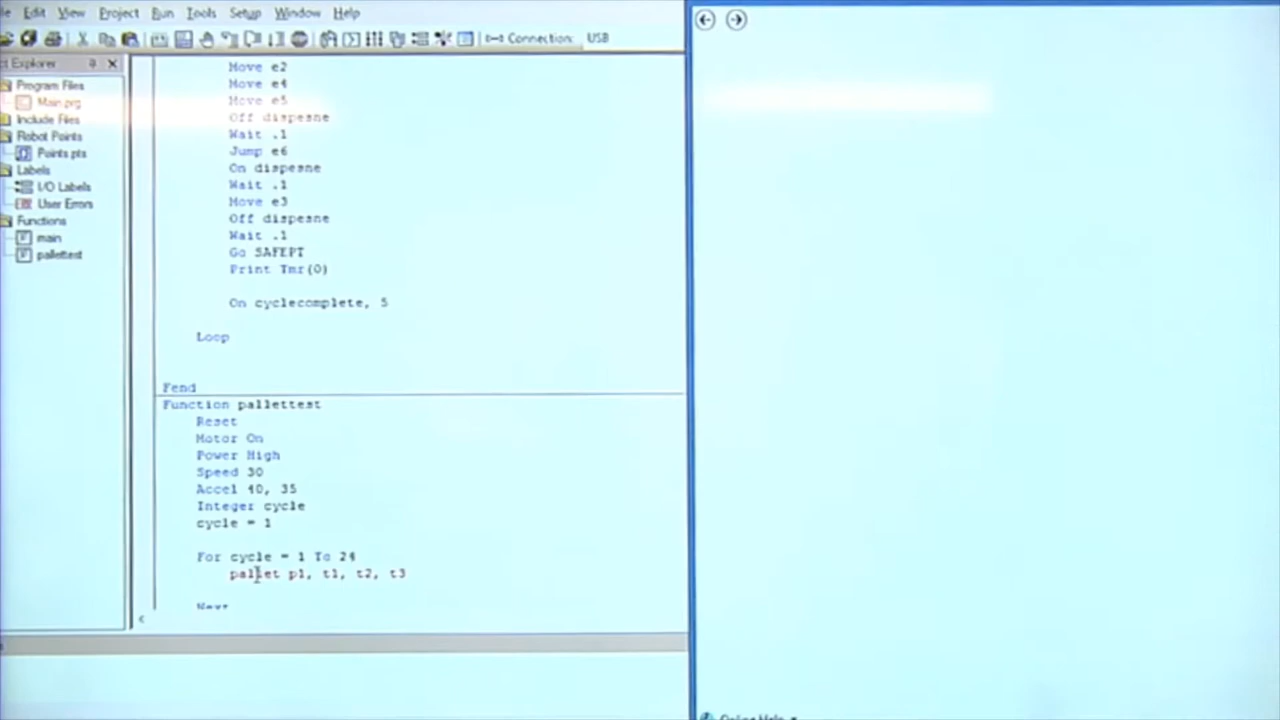 Edit View Project Run Tools Setup Window Help
Connection: USB
Explorer
Program Files
Main.prg
Include Files
Robot Points
Points.pts
Labels
I/O Labels
User Errors
Functions
main
pallettest
Move e2
Move e4
Move e5
Off dispesne
Wait .1
Jump e6
On dispesne
Wait .1
Move e3
Off dispesne
Wait .1
Go SAFEPT
Print Tmr(0)
On cyclecomplete, 5
Loop
Fend
Function pallettest
Reset
Motor On
Power High
Speed 30
Accel 40, 35
Integer cycle
cycle = 1
For cycle = 1 To 24
pallet p1, t1, t2, t3
Next
Online Help